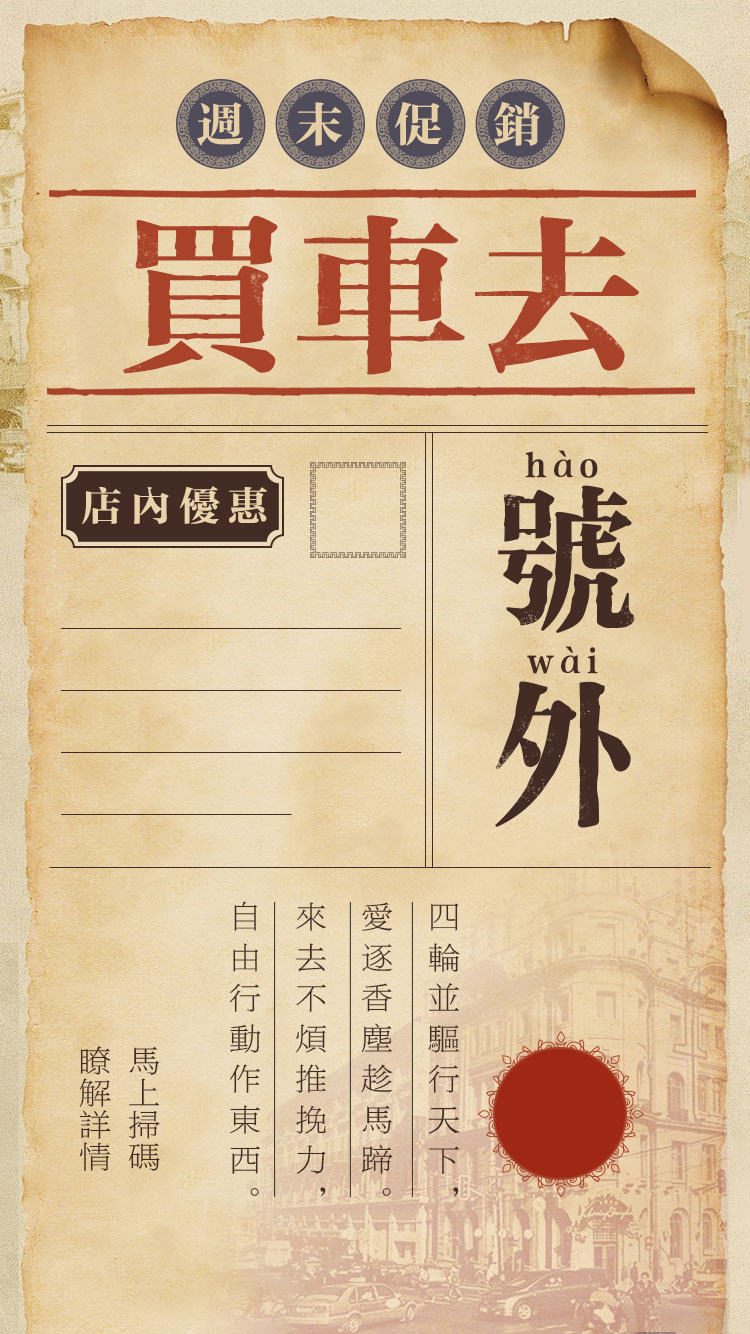 週末促銷
買車去
店內優惠
hào
號
wài
外
四輪並驅行天下，
愛逐香塵趁馬蹄。
來去不煩推挽力，
自由行動作東西。
馬上掃碼
瞭解詳情